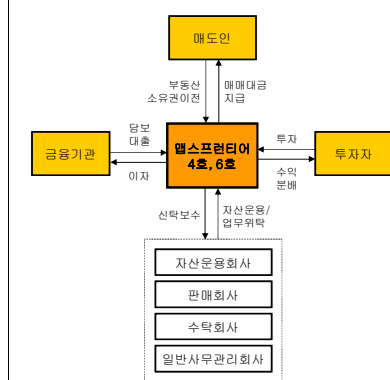 매도인
부동산
소유권이전
매매대금
지급
담보
대출
금융기관
이자
맵스프런티어
4호, 6호
투자
투자자
수익
분배
신탁보수
자산운용/
업무위탁
자산운용회사
판매회사
수탁회사
일반사무관리회사